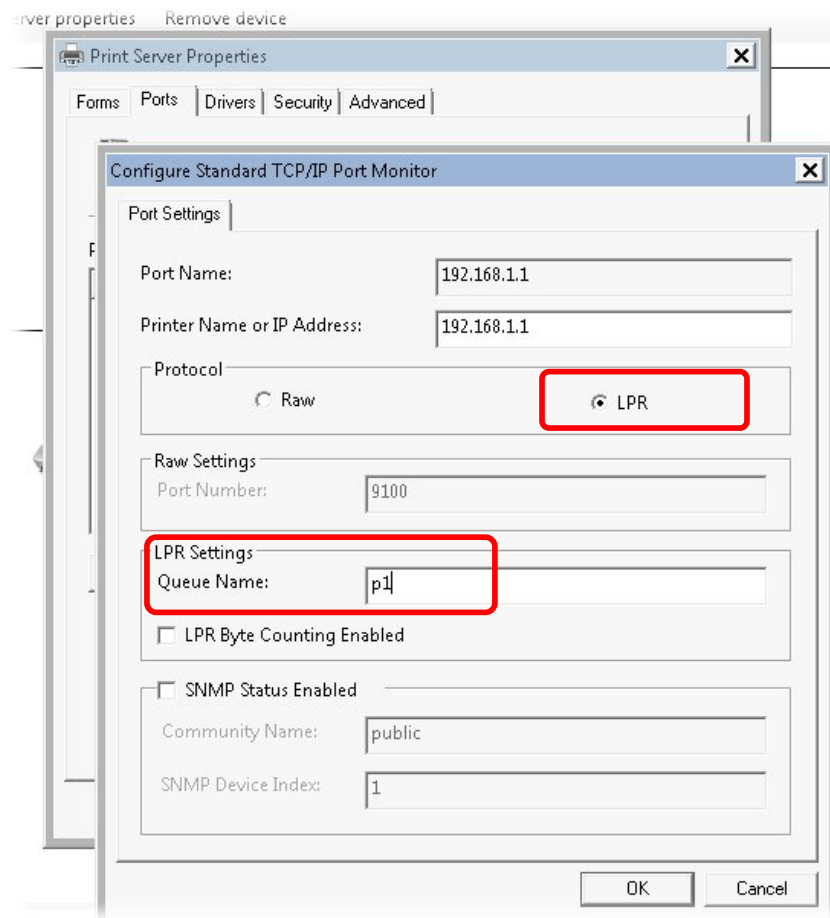 erver properties Remove device
Print Server Properties
Forms Ports Drivers Security Advanced
Configure Standard TCP/IP Port Monitor
Port Settings
Port Name: 192.168.1.1
Printer Name or IP Address: 192.168.1.1
Protocol
Raw LPR
Raw Settings
Port Number: 9100
LPR Settings
Queue Name: p1
LPR Byte Counting Enabled
SNMP Status Enabled
Community Name: public
SNMP Device Index: 1
OK Cancel